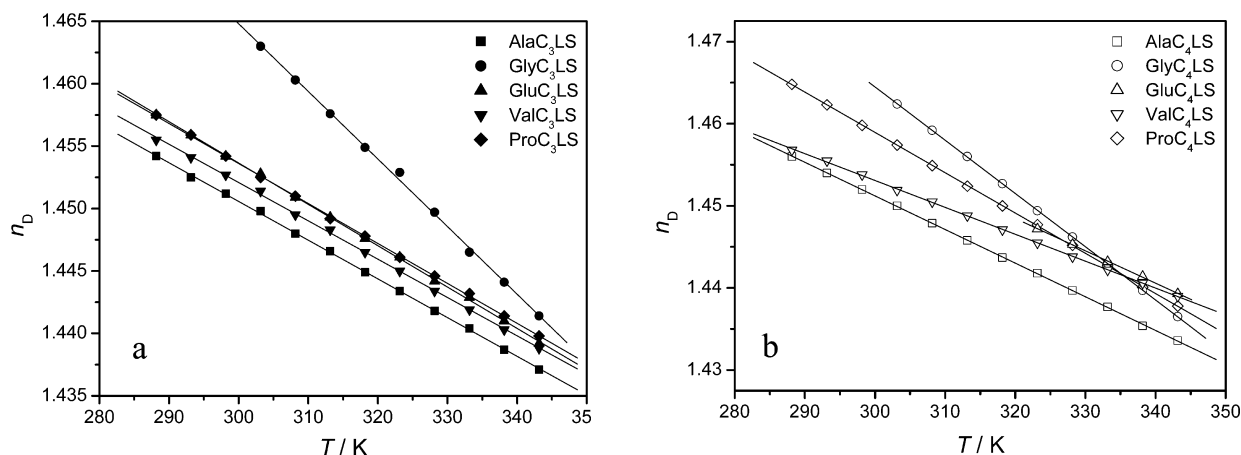 1.465
1.460
1.455
1.450
1.445
1.440
1.435
n_D
280 290 300 310 320 330 340 350
T / K
AlaC₃LS
GlyC₃LS
GluC₃LS
ValC₃LS
ProC₃LS
a
1.47
1.46
1.45
1.44
1.43
n_D
280 290 300 310 320 330 340 350
T / K
AlaC₄LS
GlyC₄LS
GluC₄LS
ValC₄LS
ProC₄LS
b